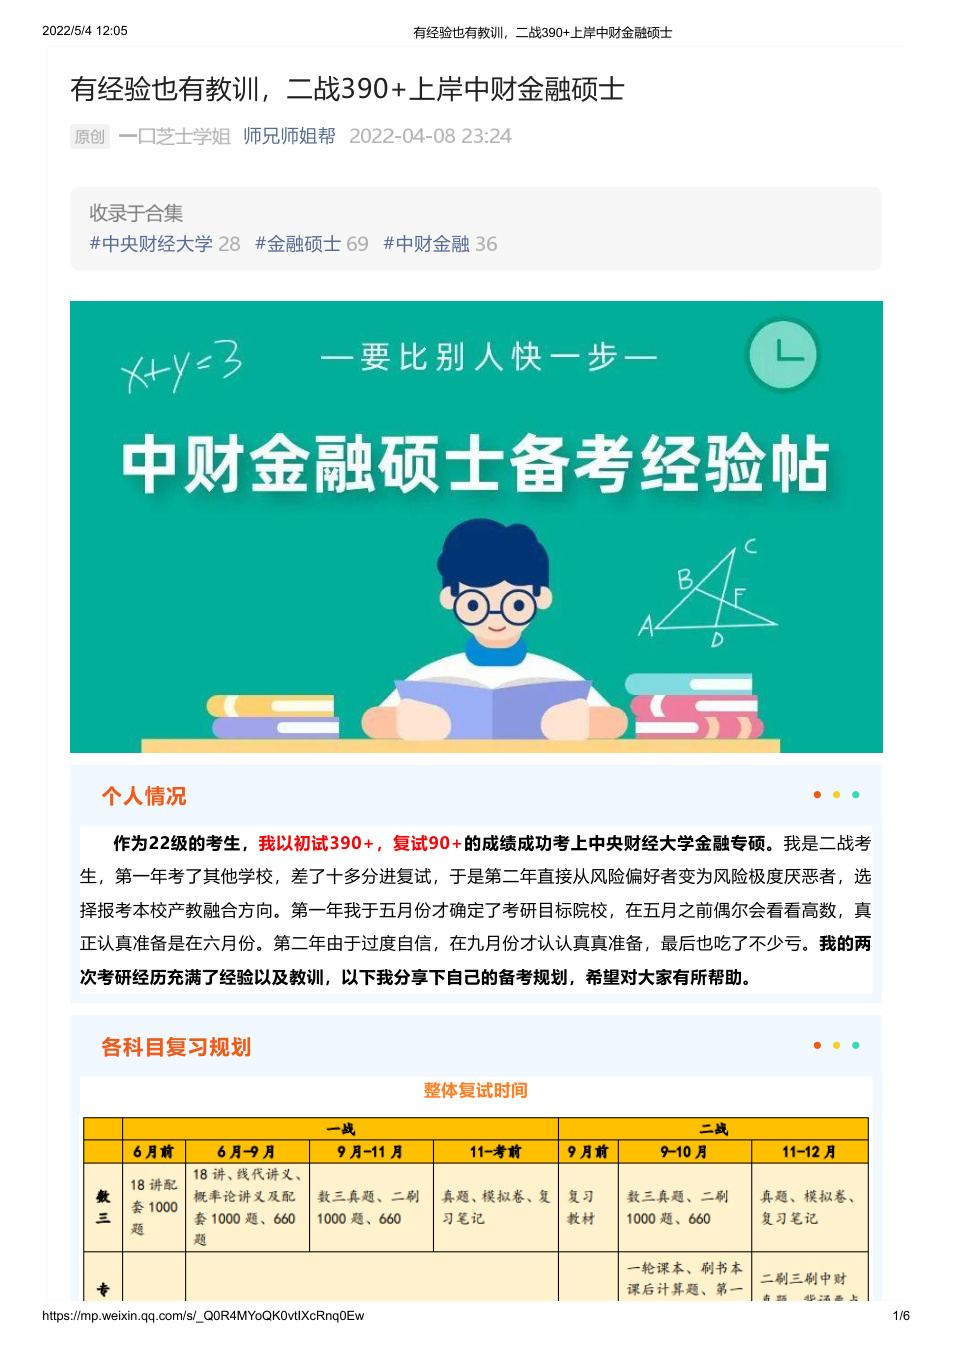 2022/5/4 12:05
有经验也有教训，二战390+上岸中财金融硕士
有经验也有教训，二战390+上岸中财金融硕士
原创 一口芝士学姐 师兄师姐帮 2022-04-08 23:24
收录于合集
#中央财经大学 28 #金融硕士 69 #中财金融 36
x+y=3
—要比别人快一步—
中财金融硕士备考经验帖
C
B
F
A
D
个人情况
作为22级的考生，我以初试390+，复试90+的成绩成功考上中央财经大学金融专硕。我是二战考
生，第一年考了其他学校，差了十多分进复试，于是第二年直接从风险偏好者变为风险极度厌恶者，选
择报考本校产教融合方向。第一年我于五月份才确定了考研目标院校，在五月之前偶尔会看看高数，真
正认真准备是在六月份。第二年由于过度自信，在九月份才认认真真准备，最后也吃了不少亏。我的两
次考研经历充满了经验以及教训，以下我分享下自己的备考规划，希望对大家有所帮助。
各科目复习规划
整体复试时间
一战 二战
6月前 6月-9月 9月-11月 11-考前 9月前 9-10月 11-12月
数三
18讲配套1000题
18讲、线代讲义、概率论讲义及配套1000题、660题
数三真题、二刷1000题、660
真题、模拟卷、复习笔记
复习教材
数三真题、二刷1000题、660
真题、模拟卷、复习笔记
专
一轮课本、刷书本
课后计算题、第一
二刷三刷中财
https://mp.weixin.qq.com/s/_Q0R4MYoQK0vtIXcRnq0Ew
1/6